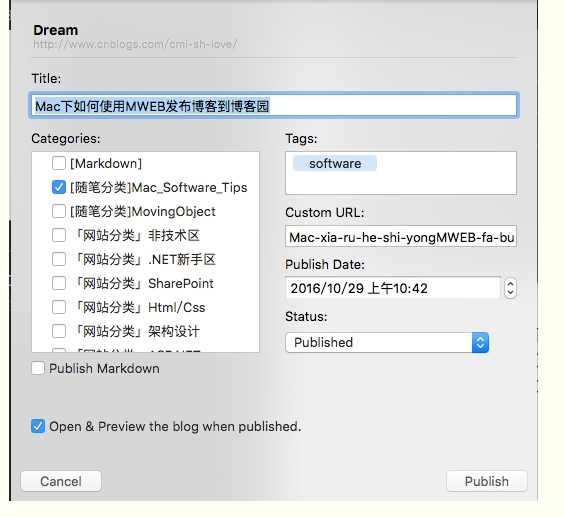 Dream
http://www.cnblogs.com/cmi-sh-love/
Title:
Mac下如何使用MWEB发布博客到博客园
Categories:
[Markdown]
[随笔分类]Mac_Software_Tips
[随笔分类]MovingObject
「网站分类」非技术区
「网站分类」.NET新手区
「网站分类」SharePoint
「网站分类」Html/Css
「网站分类」架构设计
Publish Markdown
Tags:
software
Custom URL:
Mac-xia-ru-he-shi-yongMWEB-fa-bu
Publish Date:
2016/10/29 上午10:42
Status:
Published
Open & Preview the blog when published.
Cancel
Publish